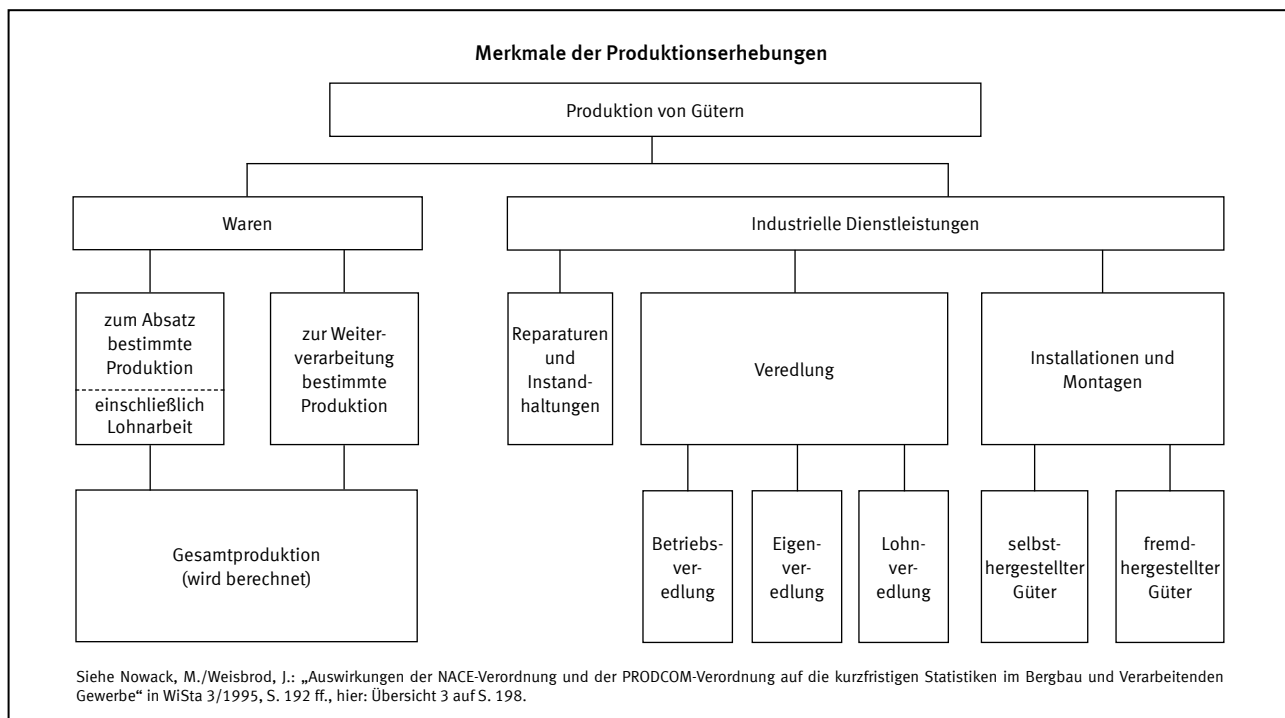 Merkmale der Produktionserhebungen
Produktion von Gütern
Waren
Industrielle Dienstleistungen
zum Absatz
bestimmte
Produktion
einschließlich
Lohnarbeit
zur Weiter-
verarbeitung
bestimmte
Produktion
Reparaturen
und
Instand-
haltungen
Veredlung
Installationen und
Montagen
Gesamtproduktion
(wird berechnet)
Betriebs-
ver-
edlung
Eigen-
ver-
edlung
Lohn-
ver-
edlung
selbst-
hergestellter
Güter
fremd-
hergestellter
Güter
Siehe Nowack, M./Weisbrod, J.: „Auswirkungen der NACE-Verordnung und der PRODCOM-Verordnung auf die kurzfristigen Statistiken im Bergbau und Verarbeitenden
Gewerbe“ in WiSta 3/1995, S. 192 ff., hier: Übersicht 3 auf S. 198.